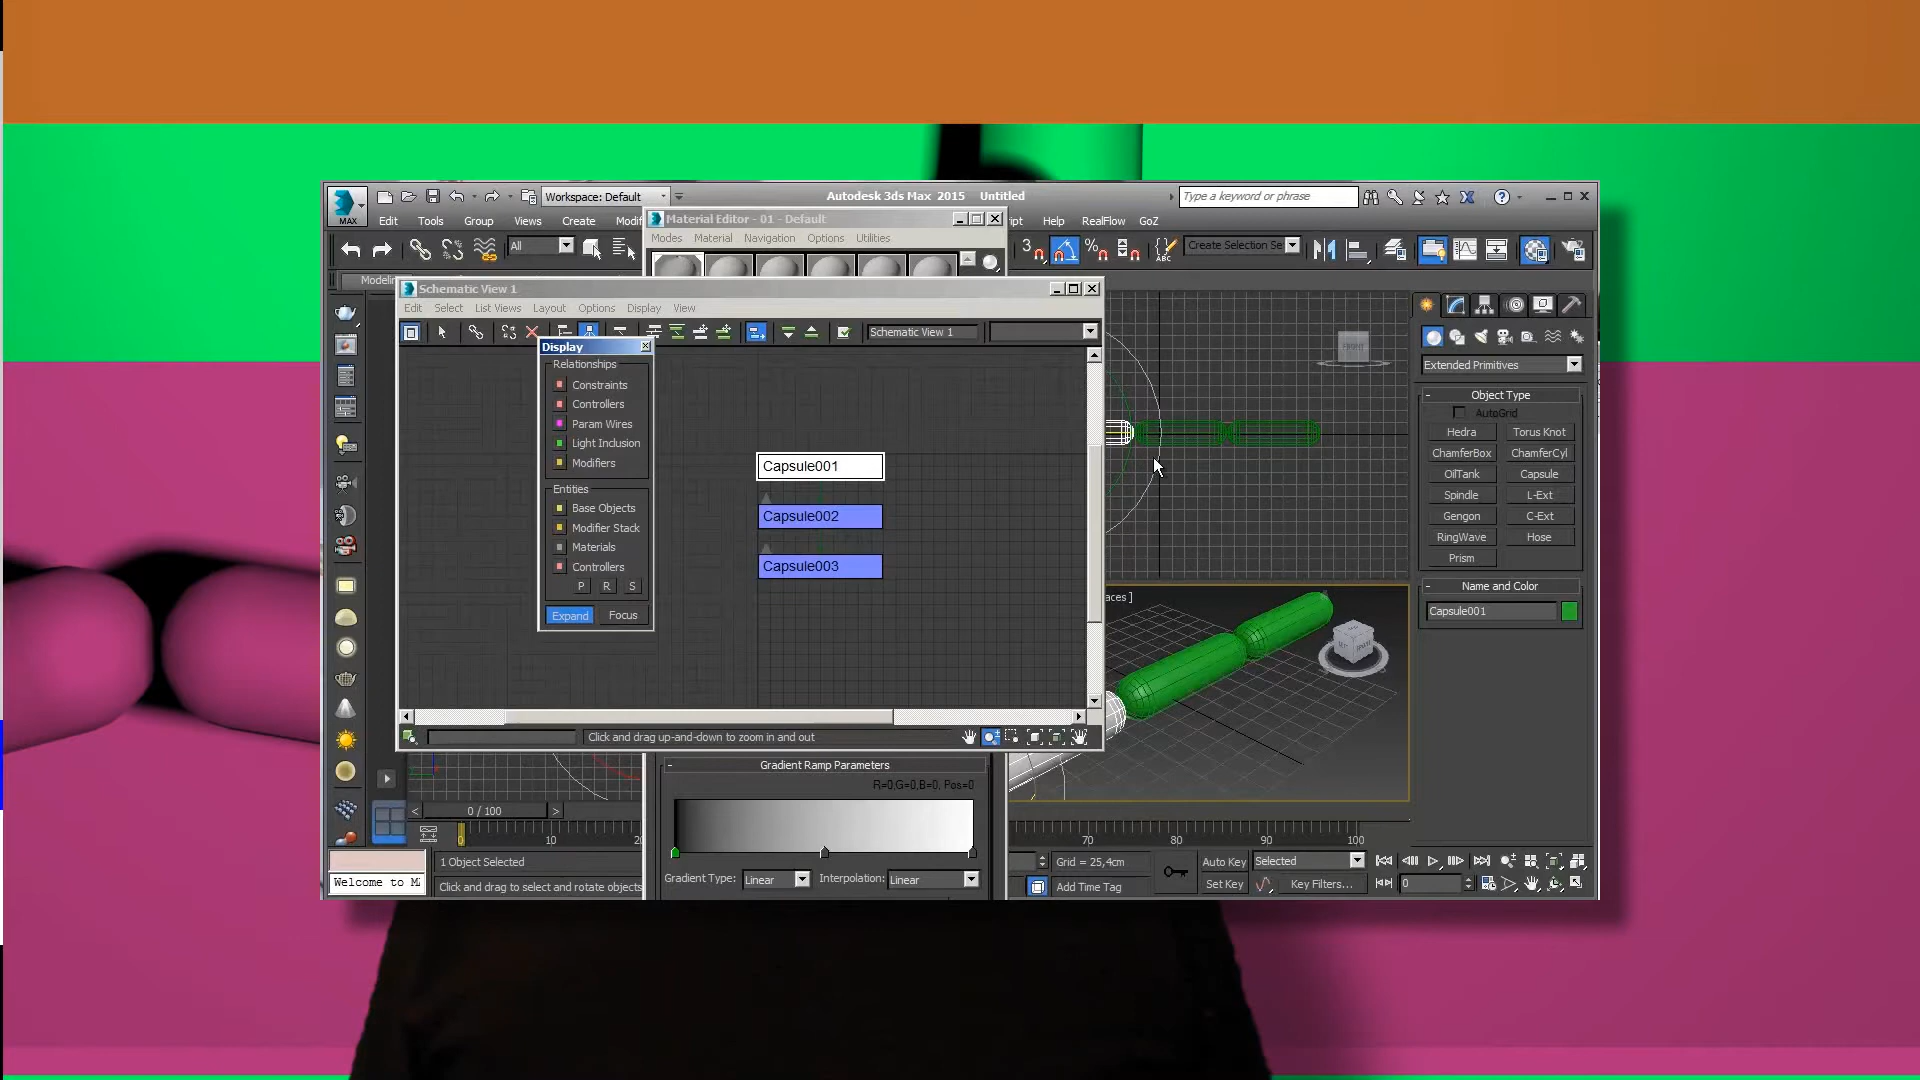 Workspace: Default
Autodesk 3ds Max 2015 Untitled
Type a keyword or phrase
MAX
Edit Tools Group Views Create Modif
Help RealFlow GoZ
Material Editor - 01 - Default
Modes Material Navigation Options Utilities
All
3
%
ABC
Create Selection Se
Schematic View 1
Edit Select List Views Layout Options Display View
Schematic View 1
Display
Relationships
Constraints
Controllers
Param Wires
Light Inclusion
Modifiers
Entities
Base Objects
Modifier Stack
Materials
Controllers
P R S
Expand Focus
Capsule001
Capsule002
Capsule003
Click and drag up-and-down to zoom in and out
FRONT
aces ]
Extended Primitives
Object Type
AutoGrid
Hedra Torus Knot
ChamferBox ChamferCyl
OilTank Capsule
Spindle L-Ext
Gengon C-Ext
RingWave Hose
Prism
Name and Color
Capsule001
Gradient Ramp Parameters
R=0,G=0,B=0, Pos=0
Gradient Type: Linear Interpolation: Linear
< 0 / 100 >
0 10 70 80 90 100
1 Object Selected
Welcome to M
Click and drag to select and rotate objects
Grid = 25,4cm
Add Time Tag
Auto Key Selected
Set Key Key Filters...
0